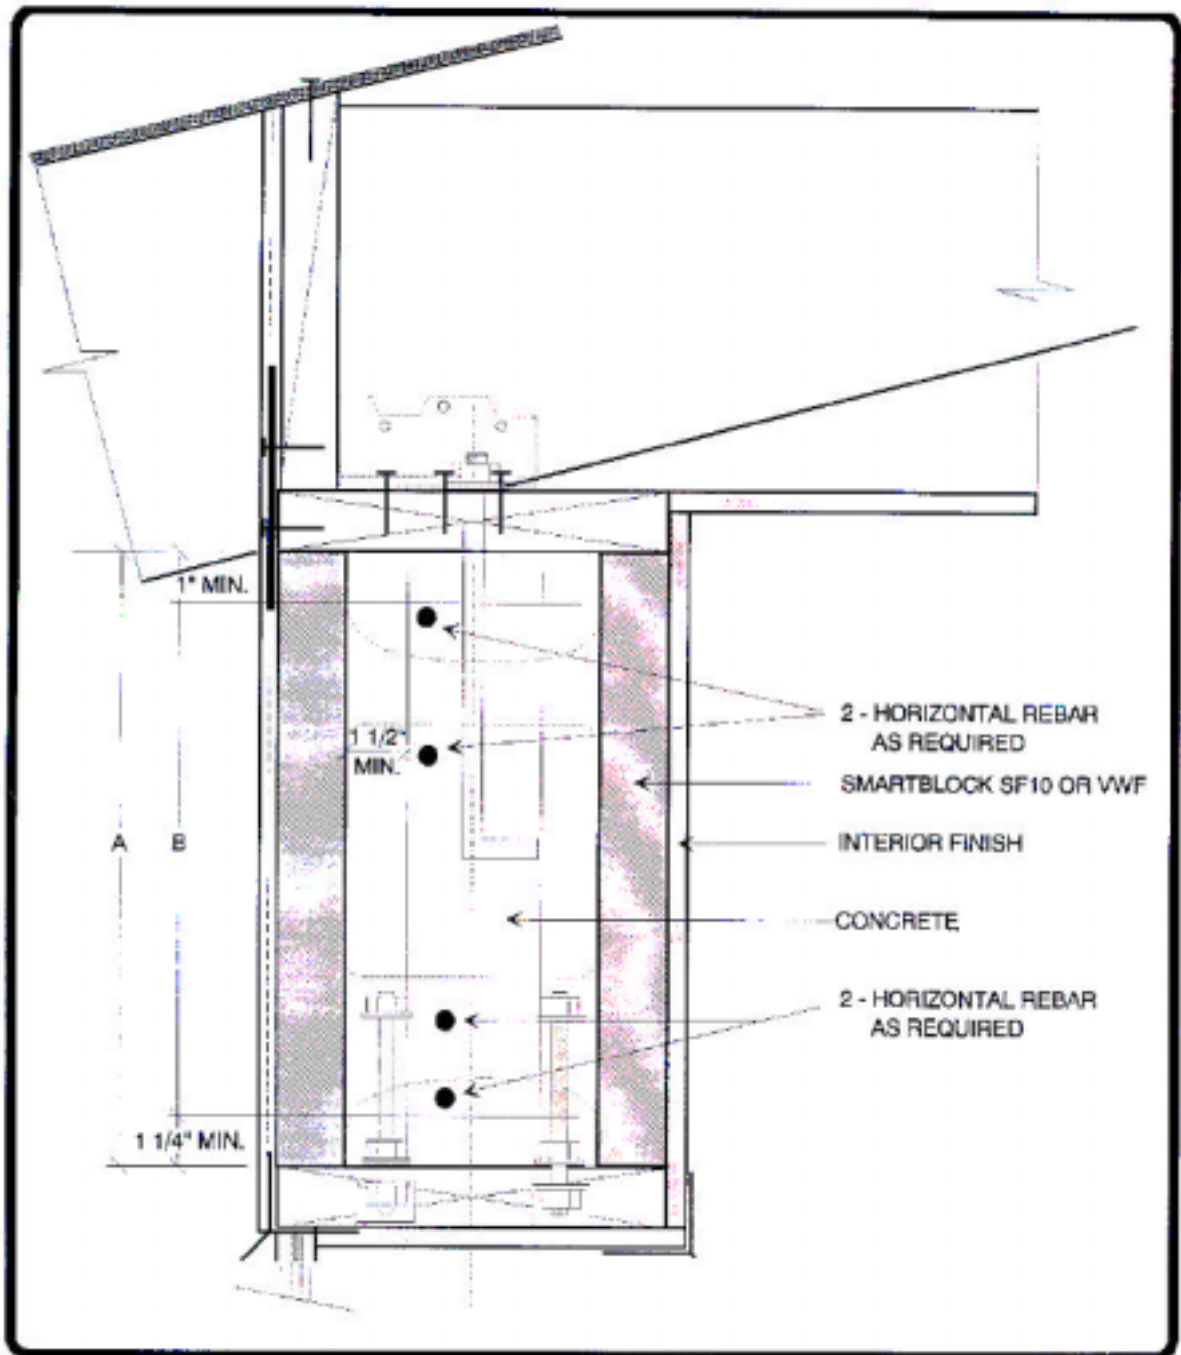 1" MIN.
2 - HORIZONTAL REBAR
AS REQUIRED
1 1/2"
MIN.
SMARTBLOCK SF10 OR VWF
A
B
INTERIOR FINISH
CONCRETE
2 - HORIZONTAL REBAR
AS REQUIRED
1 1/4" MIN.